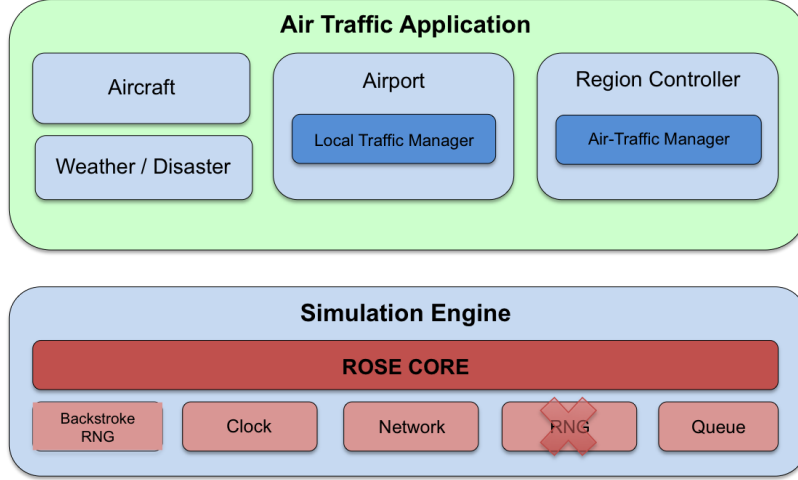 Air Traffic Application
Aircraft
Airport
Region Controller
Local Traffic Manager
Air-Traffic Manager
Weather / Disaster
Simulation Engine
ROSE CORE
Backstroke
RNG
Clock
Network
RNG
Queue